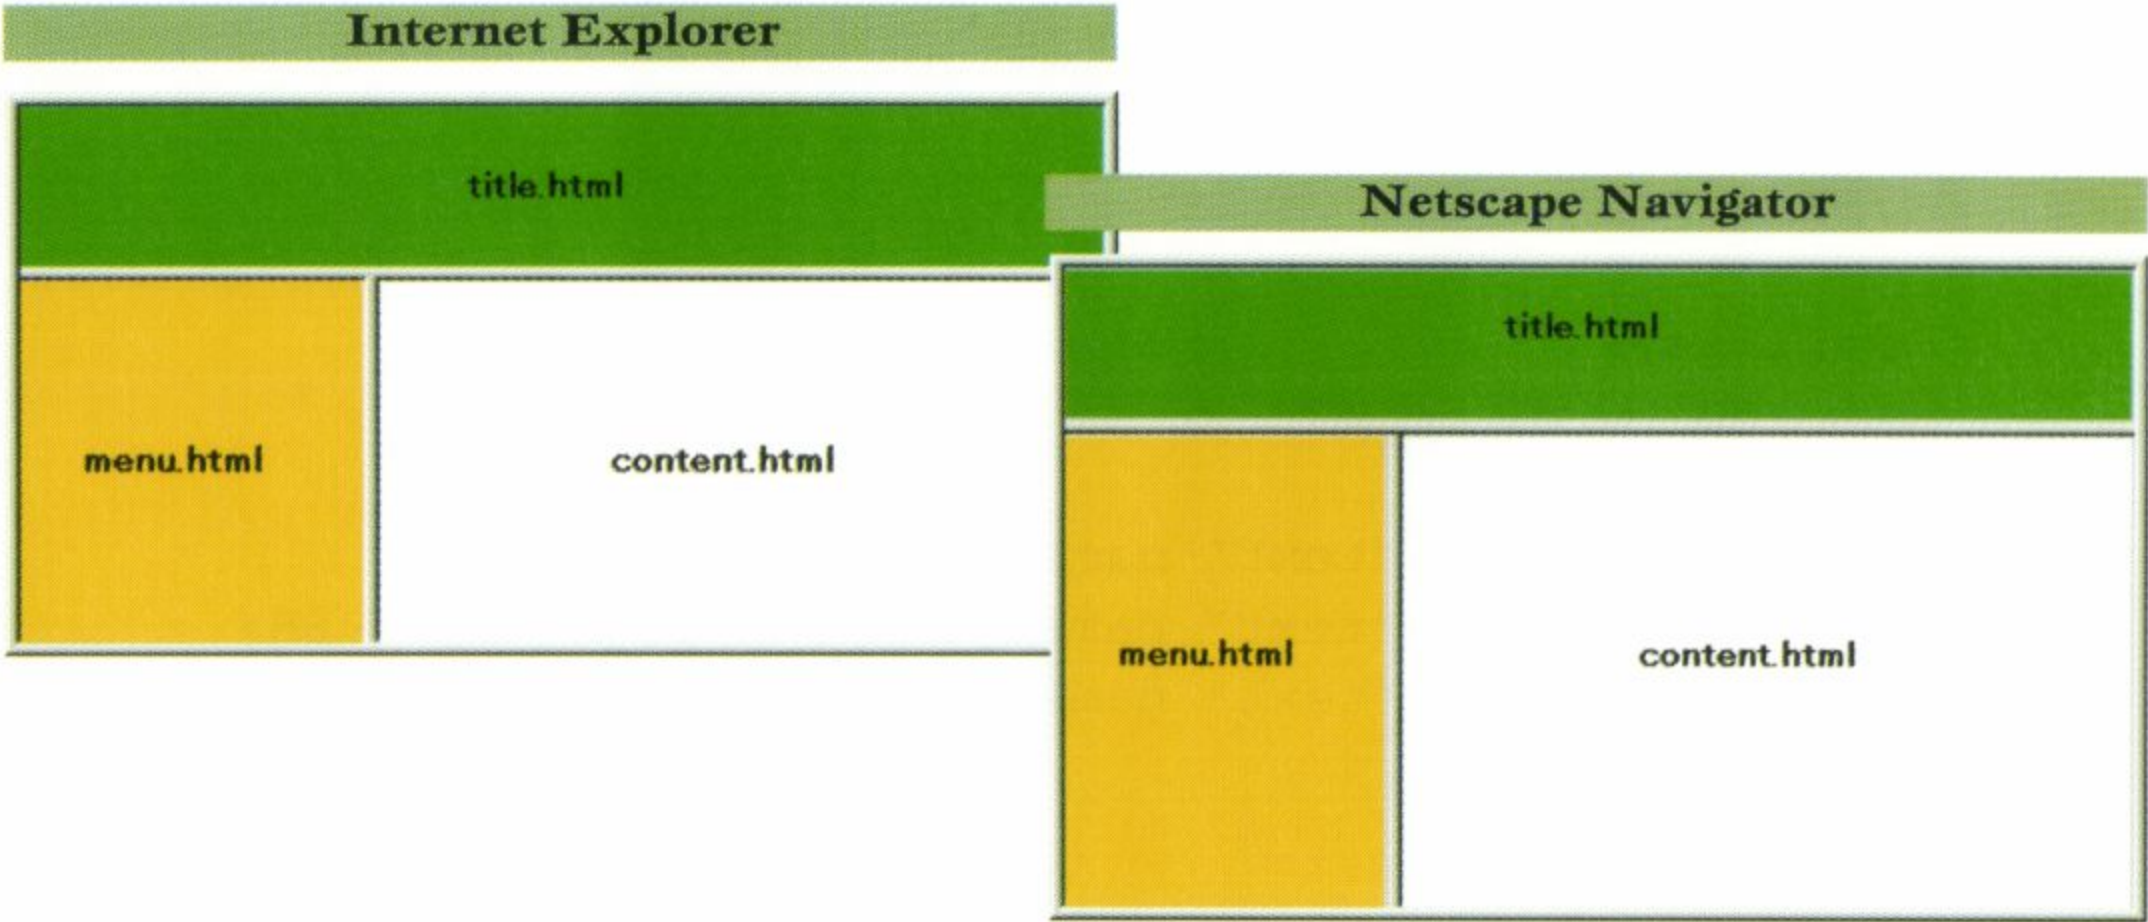 Internet Explorer
title.html
menu.html
content.html
Netscape Navigator
title.html
menu.html
content.html